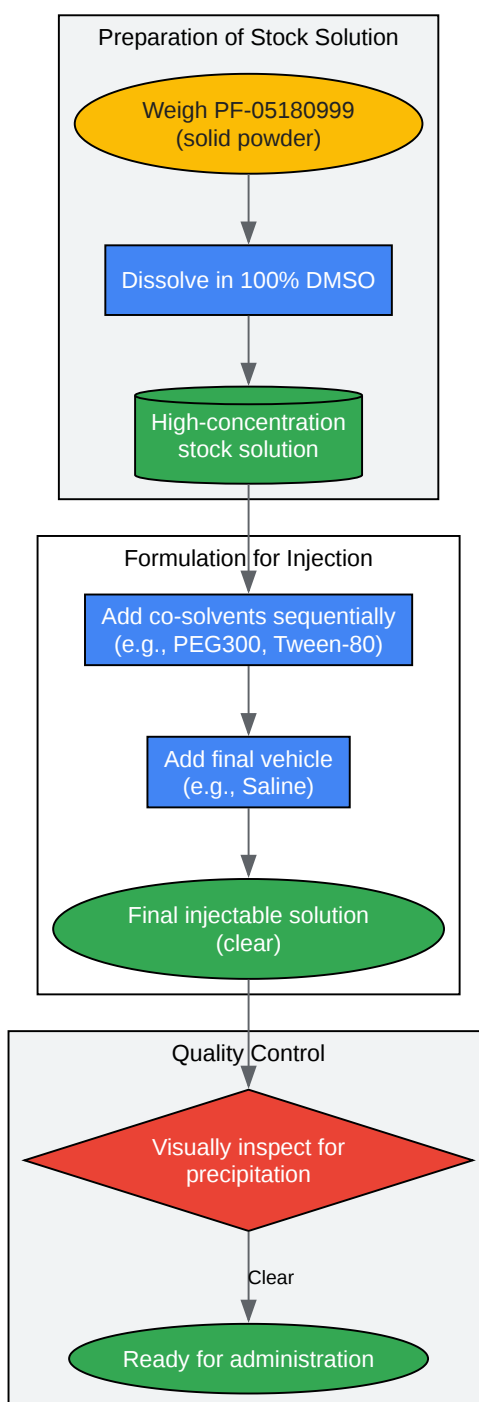 Preparation of Stock Solution
Weigh PF-05180999
(solid powder)
Dissolve in 100% DMSO
High-concentration
stock solution
Formulation for Injection
Add co-solvents sequentially
(e.g., PEG300, Tween-80)
Add final vehicle
(e.g., Saline)
Final injectable solution
(clear)
Quality Control
Visually inspect for
precipitation
Clear
Ready for administration